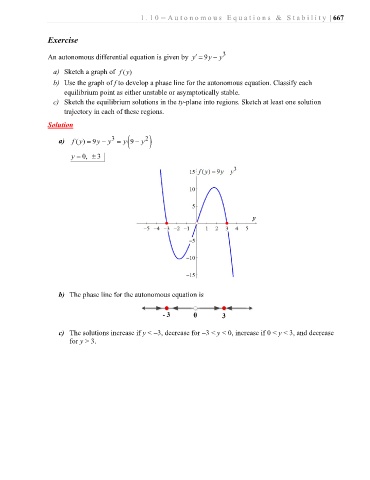 1.10 – Autonomous Equations & Stability | 667
Exercise
An autonomous differential equation is given by y' = 9y − y³
a) Sketch a graph of f(y)
b) Use the graph of f to develop a phase line for the autonomous equation. Classify each
equilibrium point as either unstable or asymptotically stable.
c) Sketch the equilibrium solutions in the ty-plane into regions. Sketch at least one solution
trajectory in each of these regions.
Solution
a) f(y) = 9y − y³ = y(9 − y²)
y = 0, ±3
15 f(y) = 9y − y³
10
5
y
−5 −4 −3 −2 −1 1 2 3 4 5
−5
−10
−15
b) The phase line for the autonomous equation is
- 3 0 3
c) The solutions increase if y < −3, decrease for −3 < y < 0, increase if 0 < y < 3, and decrease
for y > 3.